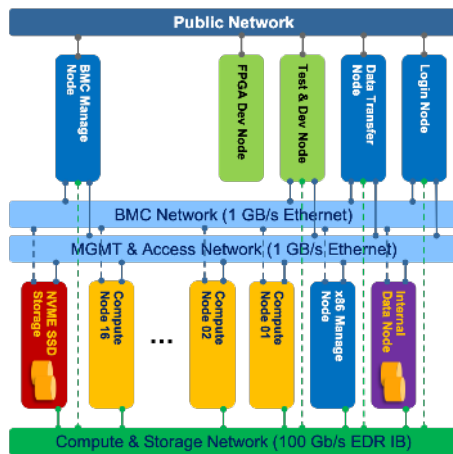 Public Network
BMC Manage
Node
FPGA Dev Node
Test & Dev Node
Data Transfer
Node
Login Node
BMC Network (1 GB/s Ethernet)
MGMT & Access Network (1 GB/s Ethernet)
NVME SSD
Storage
Compute
Node 16
...
Compute
Node 02
Compute
Node 01
x86 Manage
Node
Internal
Data Node
Compute & Storage Network (100 Gb/s EDR IB)